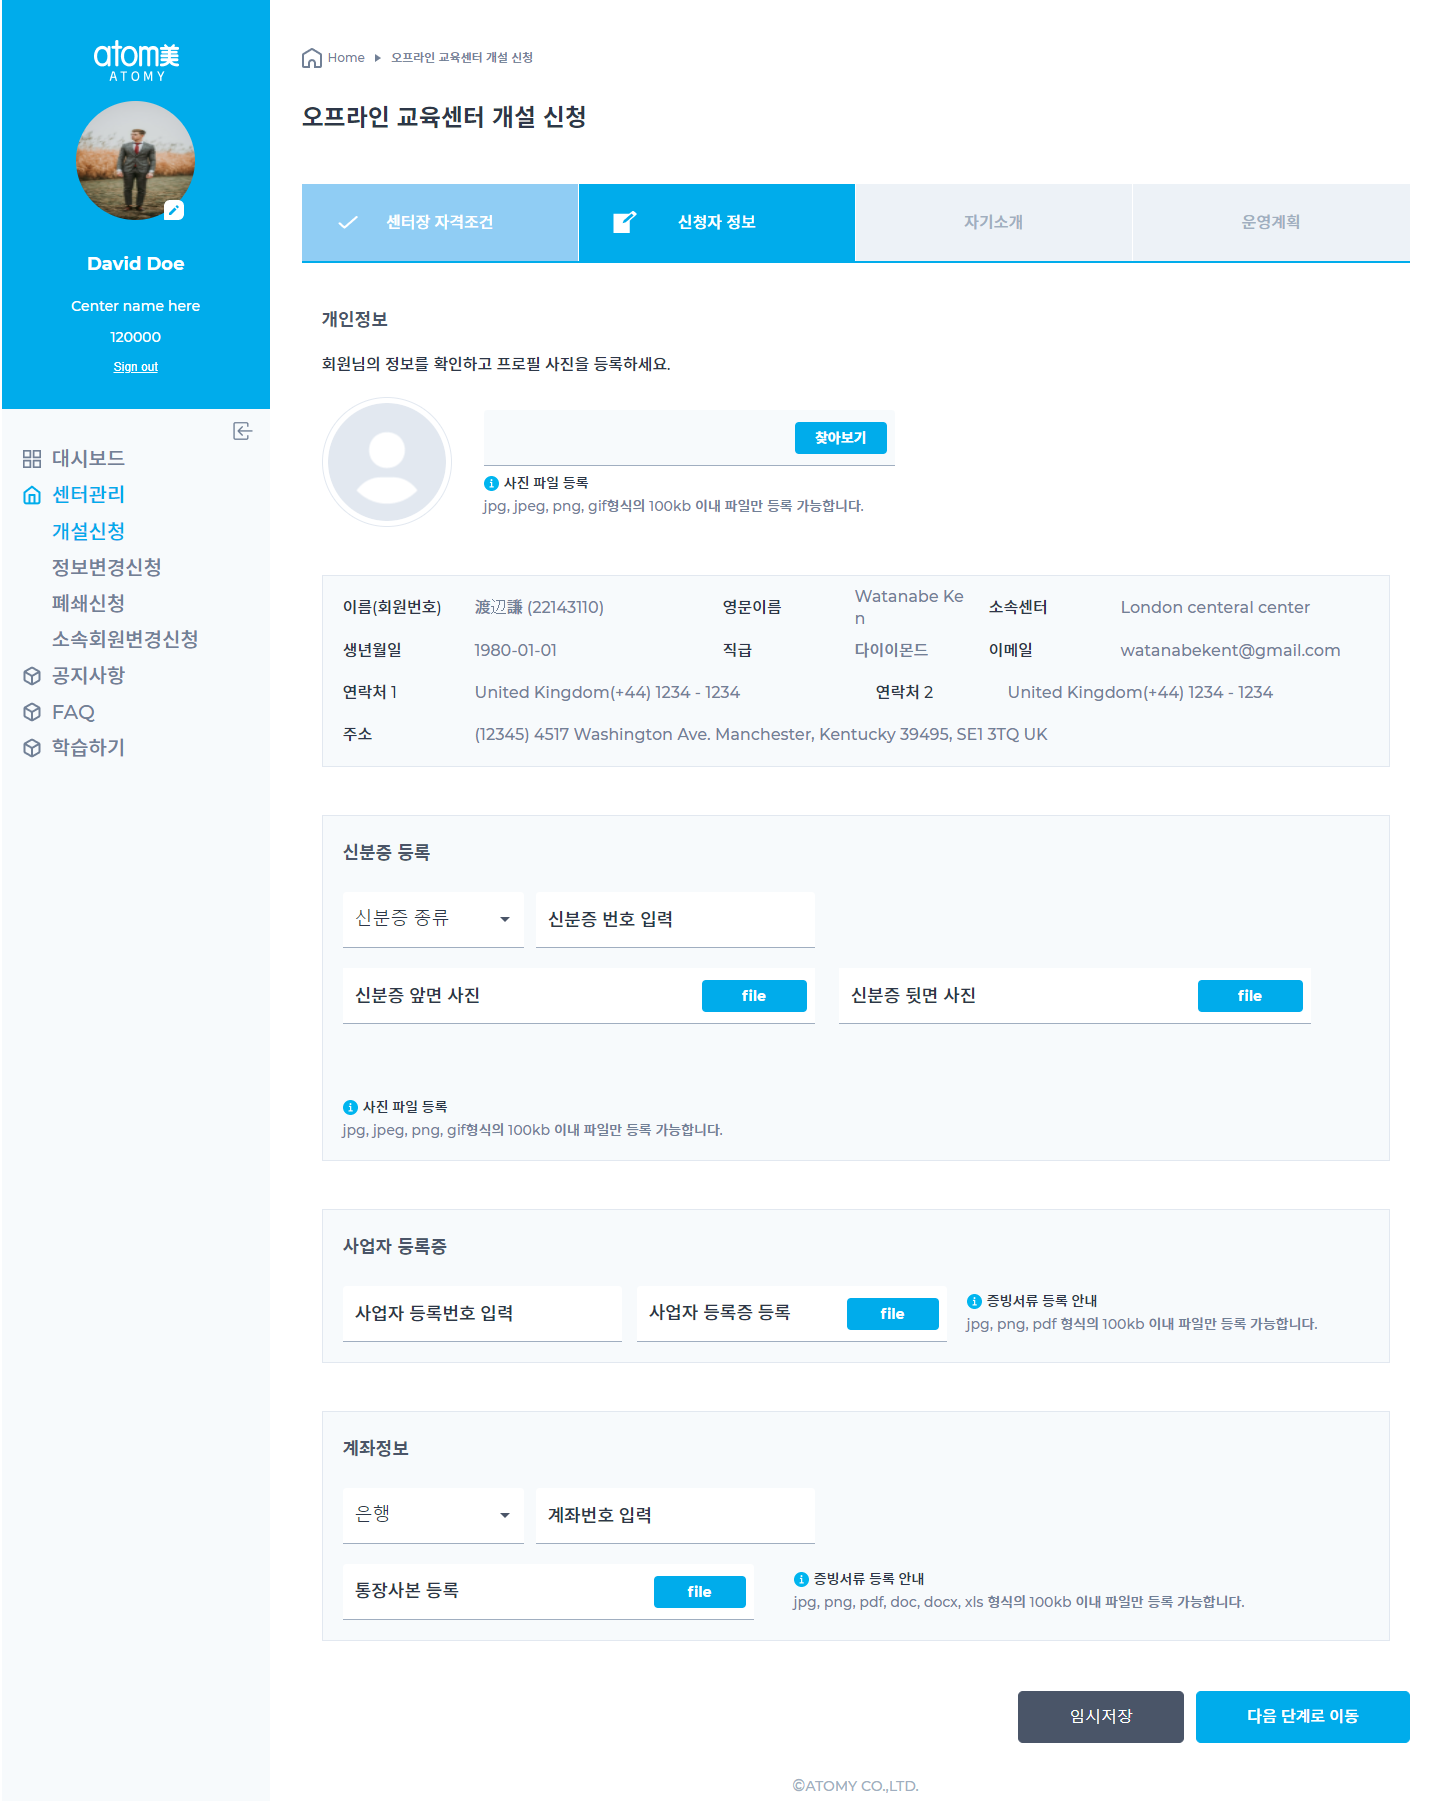 atom美
ATOMY
David Doe
Center name here
120000
Sign out
대시보드
센터관리
개설신청
정보변경신청
폐쇄신청
소속회원변경신청
공지사항
FAQ
학습하기
Home 오프라인 교육센터 개설 신청
오프라인 교육센터 개설 신청
센터장 자격조건 신청자 정보 자기소개 운영계획
개인정보
회원님의 정보를 확인하고 프로필 사진을 등록하세요.
찾아보기
사진 파일 등록
jpg, jpeg, png, gif형식의 100kb 이내 파일만 등록 가능합니다.
이름(회원번호) 渡辺謙 (22143110) 영문이름 Watanabe Ke
n 소속센터 London centeral center
생년월일 1980-01-01 직급 다이이몬드 이메일 watanabekent@gmail.com
연락처 1 United Kingdom(+44) 1234 - 1234 연락처 2 United Kingdom(+44) 1234 - 1234
주소 (12345) 4517 Washington Ave. Manchester, Kentucky 39495, SE1 3TQ UK
신분증 등록
신분증 종류 신분증 번호 입력
신분증 앞면 사진 file 신분증 뒷면 사진 file
사진 파일 등록
jpg, jpeg, png, gif형식의 100kb 이내 파일만 등록 가능합니다.
사업자 등록증
사업자 등록번호 입력 사업자 등록증 등록 file
증빙서류 등록 안내
jpg, png, pdf 형식의 100kb 이내 파일만 등록 가능합니다.
계좌정보
은행 계좌번호 입력
통장사본 등록 file
증빙서류 등록 안내
jpg, png, pdf, doc, docx, xls 형식의 100kb 이내 파일만 등록 가능합니다.
임시저장 다음 단계로 이동
©ATOMY CO.,LTD.